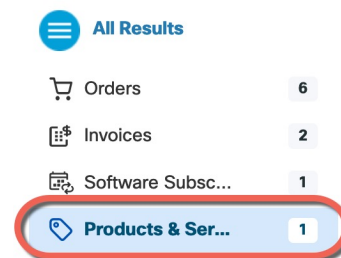 All Results
Orders 6
Invoices 2
Software Subsc... 1
Products & Ser... 1